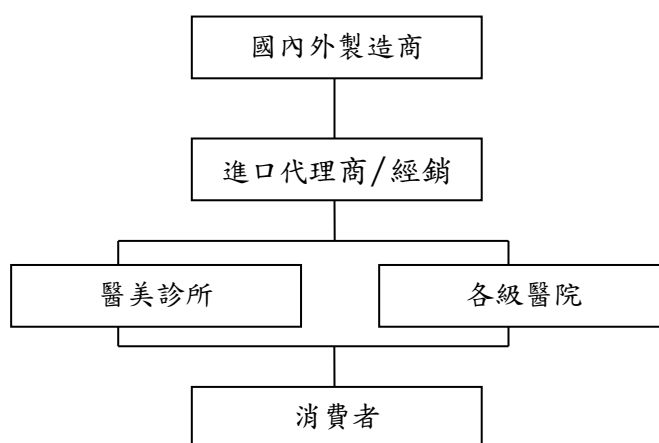 國內外製造商
進口代理商/經銷
醫美診所
各級醫院
消費者